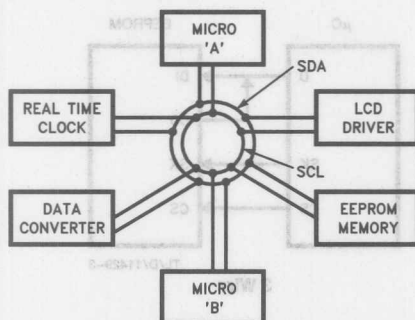 MICRO
'A'
SDA
REAL TIME
CLOCK
LCD
DRIVER
SCL
DATA
CONVERTER
EEPROM
MEMORY
MICRO
'B'